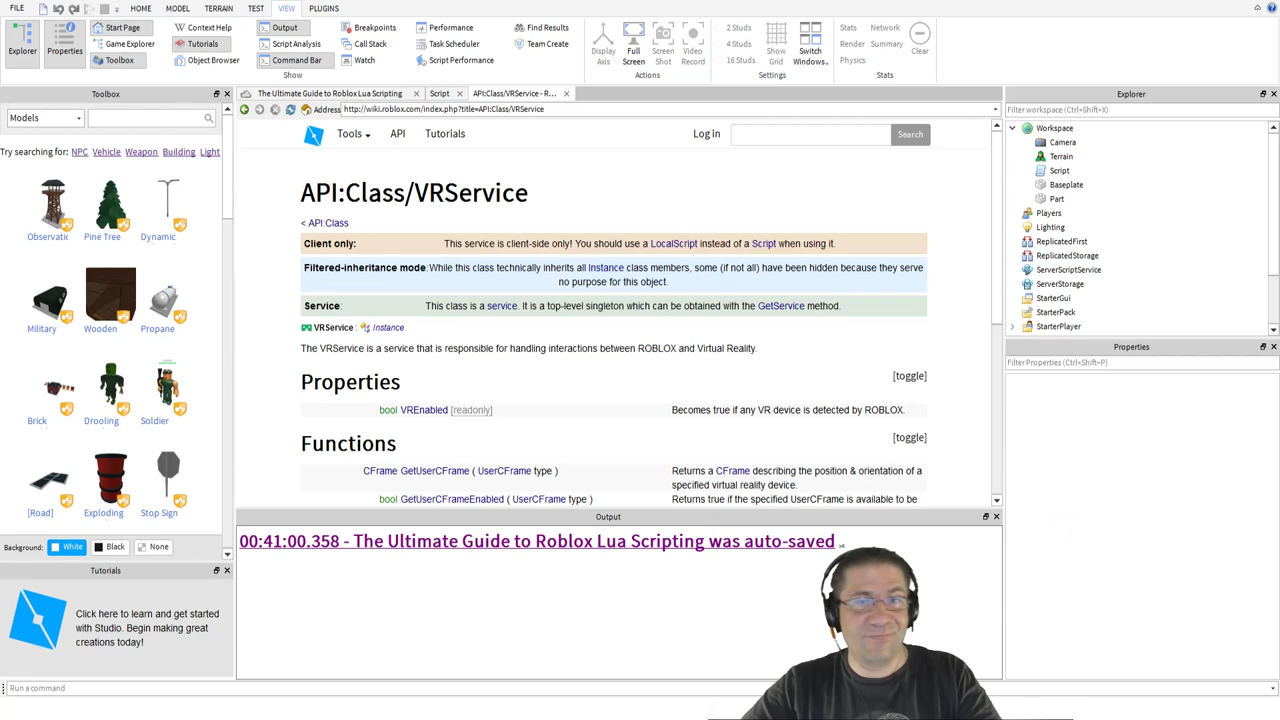 FILE HOME MODEL TERRAIN TEST VIEW PLUGINS
Explorer
Properties
Start Page
Game Explorer
Toolbox
Context Help
Tutorials
Object Browser
Output
Script Analysis
Command Bar
Breakpoints
Call Stack
Watch
Performance
Task Scheduler
Script Performance
Find Results
Team Create
Show
Display Axis
Full Screen
Screen Shot
Video Record
Actions
2 Studs
4 Studs
16 Studs
Show Grid
Switch Windows
Settings
Stats
Render
Physics
Network
Summary
Clear
Stats
Toolbox
Models
Try searching for: NPC Vehicle Weapon Building Light
Observatic Pine Tree Dynamic
Military Wooden Propane
Brick Drooling Soldier
[Road] Exploding Stop Sign
Background: White Black None
Tutorials
Click here to learn and get started
with Studio. Begin making great
creations today!
The Ultimate Guide to Roblox Lua Scripting Script API:Class/VRService - R...
Address http://wiki.roblox.com/index.php?title=API:Class/VRService
Tools API Tutorials Log In Search
API:Class/VRService
< API:Class
Client only: This service is client-side only! You should use a LocalScript instead of a Script when using it.
Filtered-inheritance mode:While this class technically inherits all Instance class members, some (if not all) have been hidden because they serve
no purpose for this object.
Service: This class is a service. It is a top-level singleton which can be obtained with the GetService method.
VRService : Instance
The VRService is a service that is responsible for handling interactions between ROBLOX and Virtual Reality.
Properties [toggle]
bool VREnabled [readonly] Becomes true if any VR device is detected by ROBLOX.
Functions [toggle]
CFrame GetUserCFrame ( UserCFrame type ) Returns a CFrame describing the position & orientation of a
specified virtual reality device.
bool GetUserCFrameEnabled ( UserCFrame type ) Returns true if the specified UserCFrame is available to be
Output
00:41:00.358 - The Ultimate Guide to Roblox Lua Scripting was auto-saved
Explorer
Filter workspace (Ctrl+Shift+X)
Workspace
Camera
Terrain
Script
Baseplate
Part
Players
Lighting
ReplicatedFirst
ReplicatedStorage
ServerScriptService
ServerStorage
StarterGui
StarterPack
StarterPlayer
Properties
Filter Properties (Ctrl+Shift+P)
Run a command